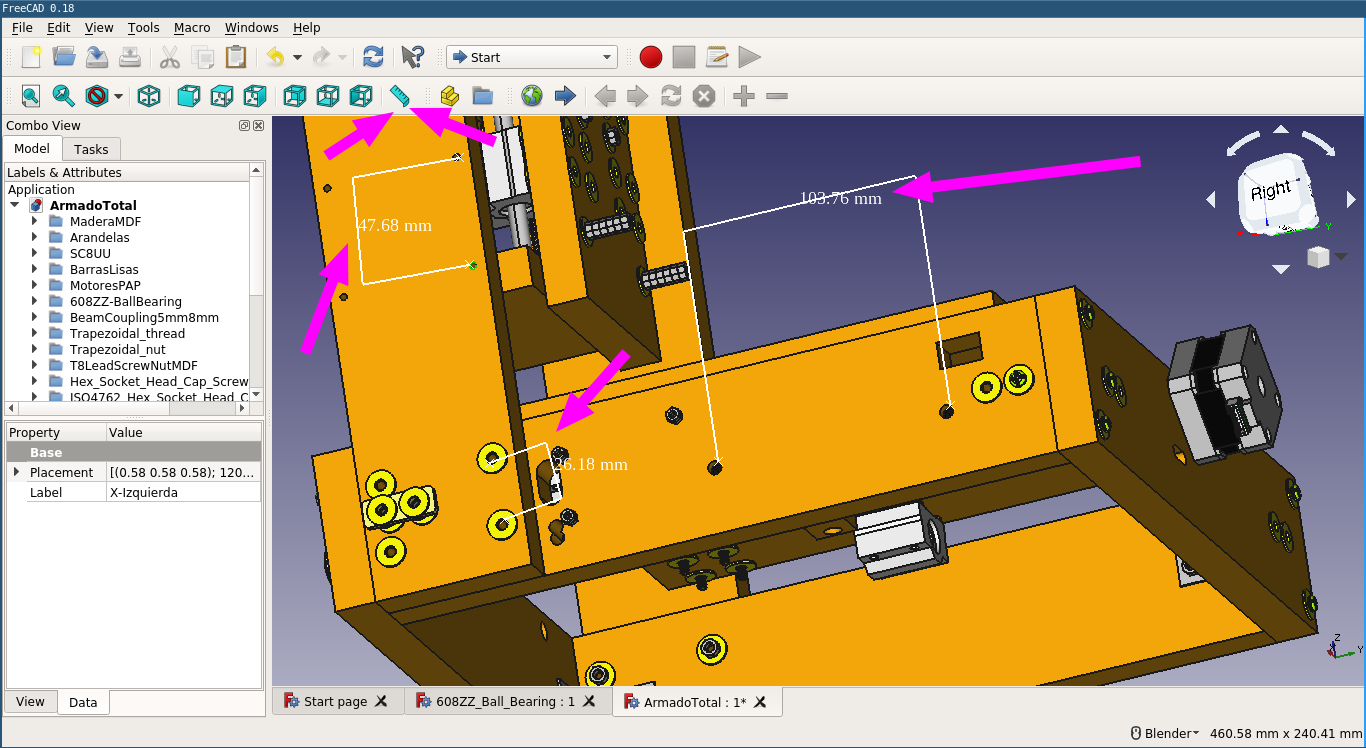 FreeCAD 0.18
File Edit View Tools Macro Windows Help
Start
Combo View
Model Tasks
Labels & Attributes
Application
ArmadoTotal
MaderaMDF
Arandelas
SC8UU
BarrasLisas
MotoresPAP
608ZZ-BallBearing
BeamCoupling5mm8mm
Trapezoidal_thread
Trapezoidal_nut
T8LeadScrewNutMDF
Hex_Socket_Head_Cap_Screw
ISO4762_Hex_Socket_Head_C
Property Value
Base
Placement [(0.58 0.58 0.58); 120...
Label X-Izquierda
View Data
47.68 mm
103.76 mm
26.18 mm
Right
Y
Z
Y
Start page
608ZZ_Ball_Bearing : 1
ArmadoTotal : 1*
Blender 460.58 mm x 240.41 mm